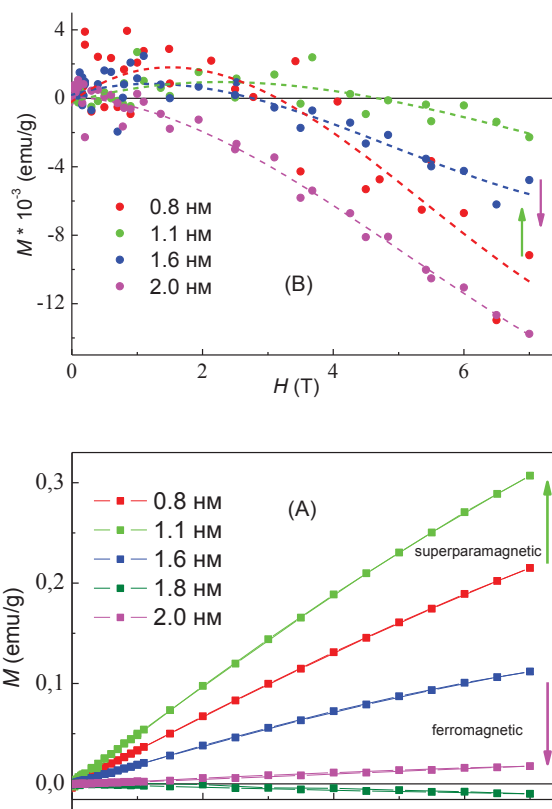 M * 10⁻³ (emu/g)
4
0
-4
-8
-12
0.8 нм
1.1 нм
1.6 нм
2.0 нм
(B)
0
2
4
6
H (T)
M (emu/g)
0,3
0,2
0,1
0,0
0.8 нм
1.1 нм
1.6 нм
1.8 нм
2.0 нм
(A)
superparamagnetic
ferromagnetic